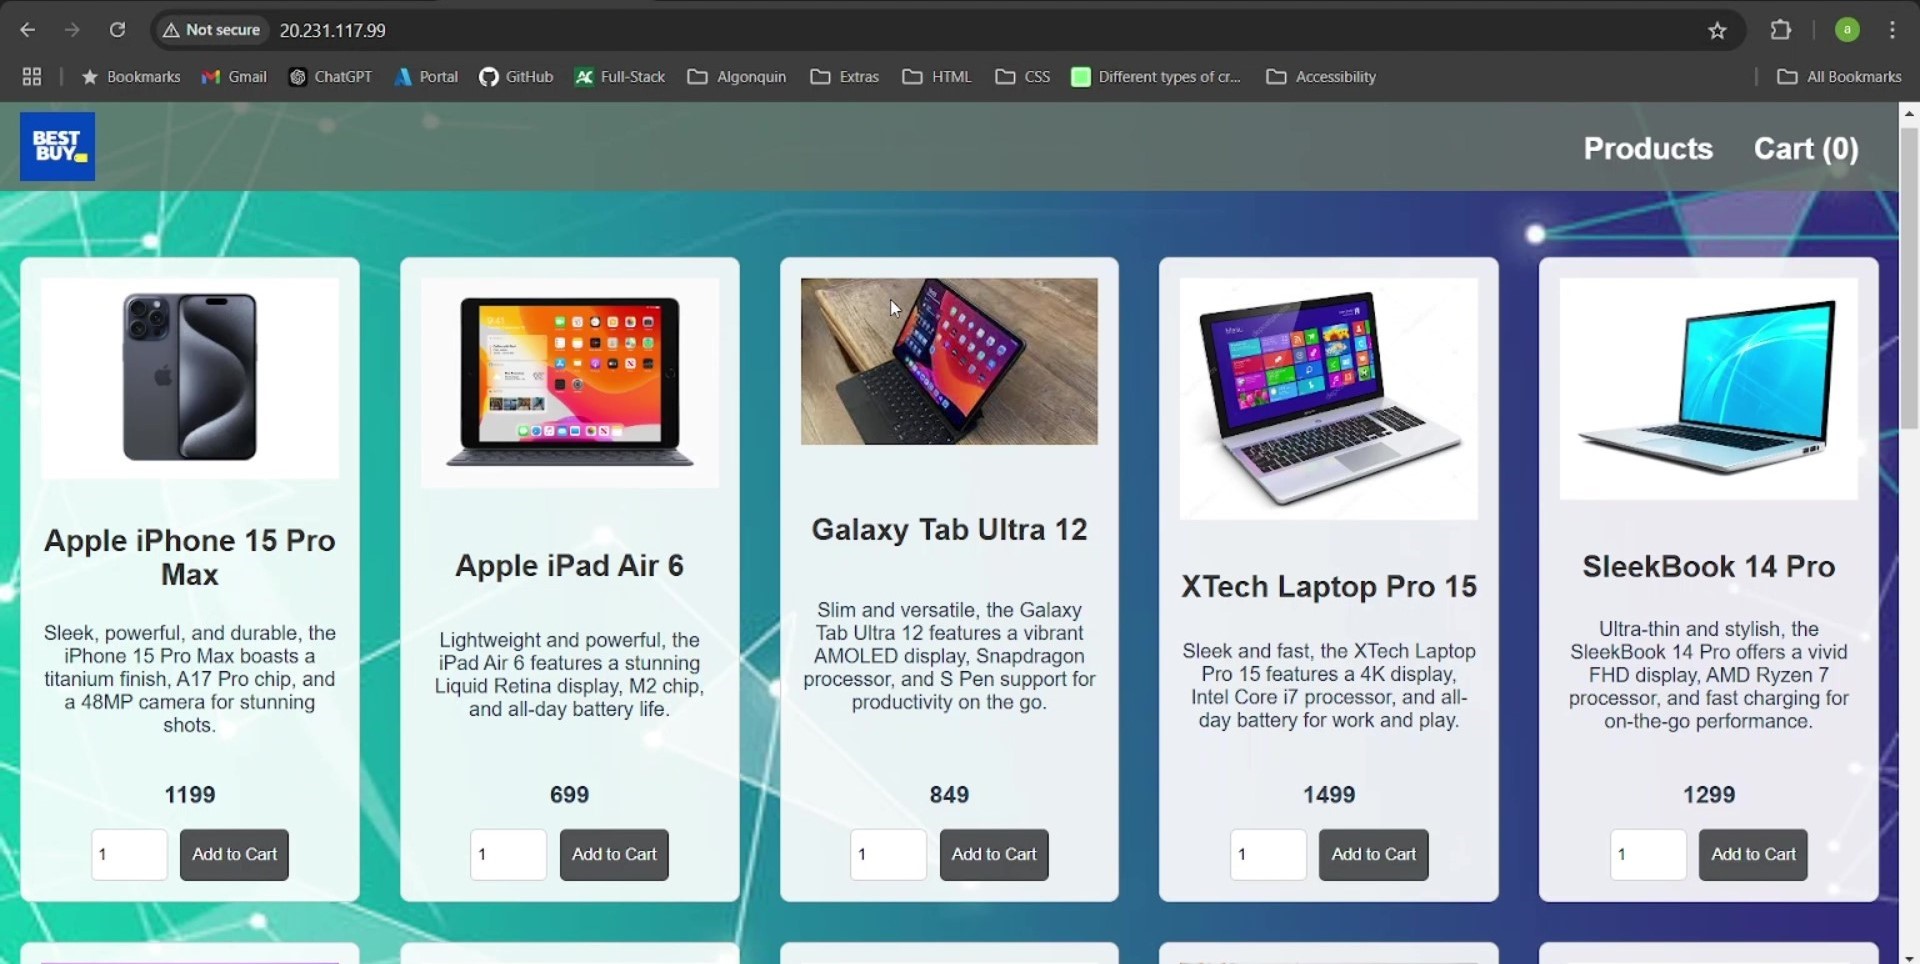 Not secure
20.231.117.99
a
Bookmarks
Gmail
ChatGPT
Portal
GitHub
AC
Full-Stack
Algonquin
Extras
HTML
CSS
Different types of cr...
Accessibility
All Bookmarks
BEST
BUY
Products
Cart (0)
Apple iPhone 15 Pro
Max
Sleek, powerful, and durable, the
iPhone 15 Pro Max boasts a
titanium finish, A17 Pro chip, and
a 48MP camera for stunning
shots.
1199
1
Add to Cart
Apple iPad Air 6
Lightweight and powerful, the
iPad Air 6 features a stunning
Liquid Retina display, M2 chip,
and all-day battery life.
699
1
Add to Cart
Galaxy Tab Ultra 12
Slim and versatile, the Galaxy
Tab Ultra 12 features a vibrant
AMOLED display, Snapdragon
processor, and S Pen support for
productivity on the go.
849
1
Add to Cart
XTech Laptop Pro 15
Sleek and fast, the XTech Laptop
Pro 15 features a 4K display,
Intel Core i7 processor, and all-
day battery for work and play.
1499
1
Add to Cart
SleekBook 14 Pro
Ultra-thin and stylish, the
SleekBook 14 Pro offers a vivid
FHD display, AMD Ryzen 7
processor, and fast charging for
on-the-go performance.
1299
1
Add to Cart